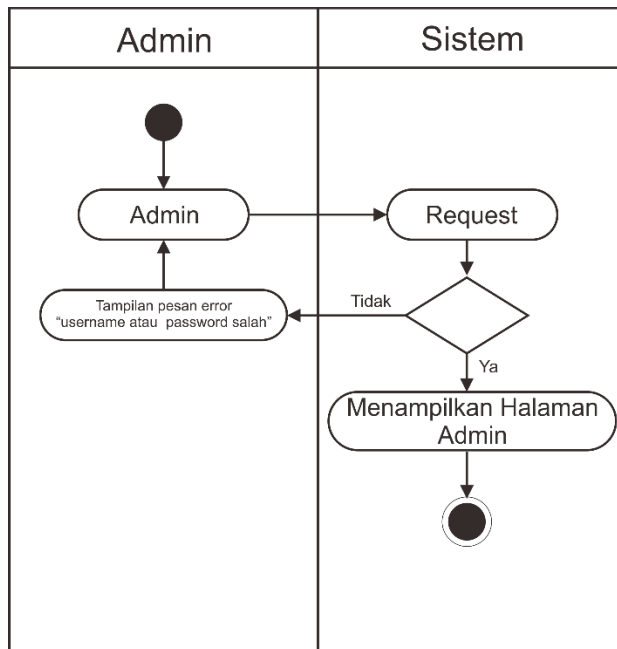 Admin
Sistem
Admin
Request
Tampilan pesan error
“username atau password salah”
Tidak
Ya
Menampilkan Halaman
Admin